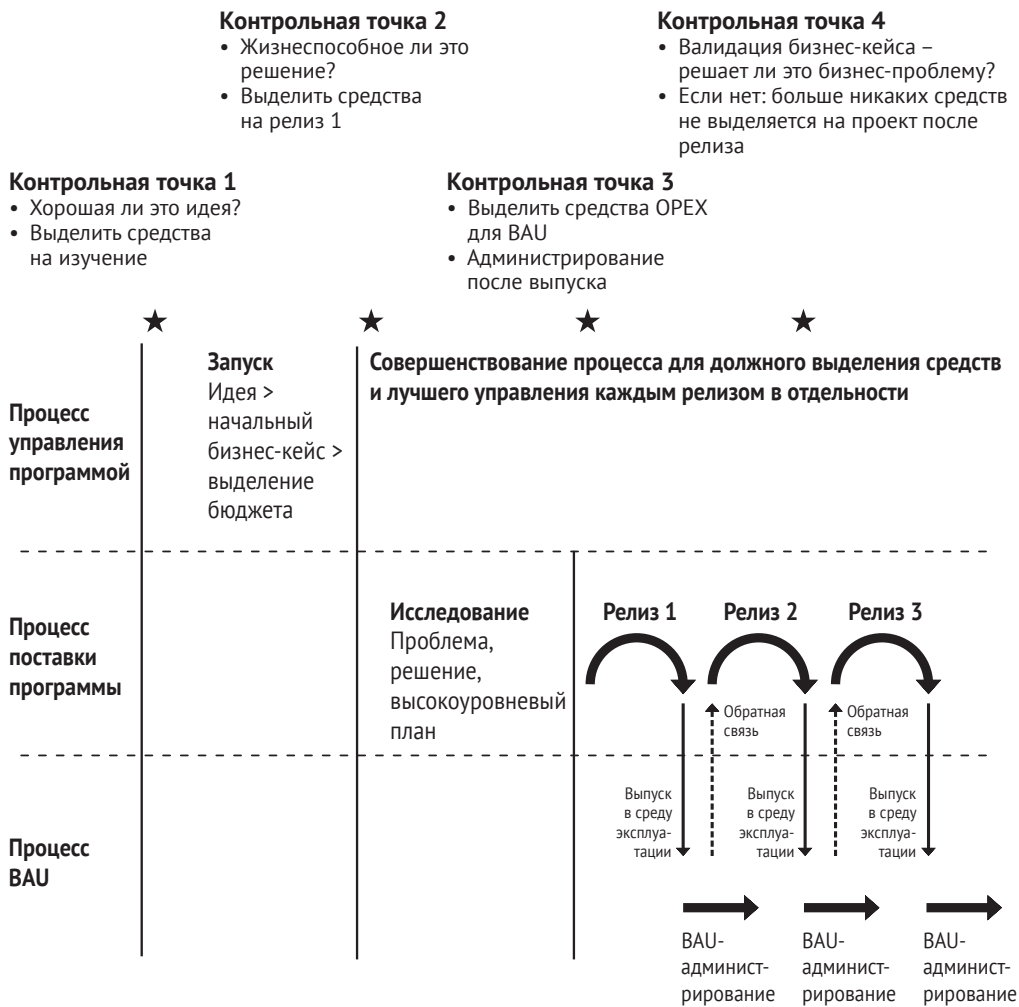 Контрольная точка 2
• Жизнеспособное ли это
решение?
• Выделить средства
на релиз 1
Контрольная точка 4
• Валидация бизнес-кейса –
решает ли это бизнес-проблему?
• Если нет: больше никаких средств
не выделяется на проект после
релиза
Контрольная точка 1
• Хорошая ли это идея?
• Выделить средства
на изучение
Контрольная точка 3
• Выделить средства OPEX
для BAU
• Администрирование
после выпуска
Процесс
управления
программой
Запуск
Идея >
начальный
бизнес-кейс >
выделение
бюджета
Совершенствование процесса для должного выделения средств
и лучшего управления каждым релизом в отдельности
Процесс
поставки
программы
Исследование
Проблема,
решение,
высокоуровневый
план
Релиз 1
Релиз 2
Релиз 3
Обратная
связь
Обратная
связь
Процесс
BAU
Выпуск
в среду
эксплуа-
тации
Выпуск
в среду
эксплуа-
тации
Выпуск
в среду
эксплуа-
тации
BAU-
админист-
рирование
BAU-
админист-
рирование
BAU-
админист-
рирование